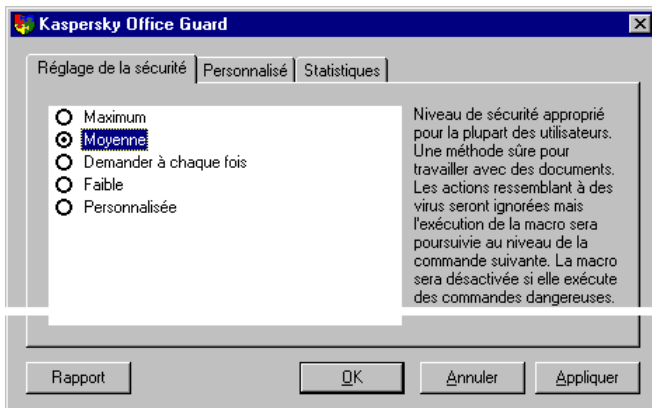 Kaspersky Office Guard
Réglage de la sécurité
Personnalisé
Statistiques
Maximum
Moyenne
Demander à chaque fois
Faible
Personnalisée
Niveau de sécurité approprié
pour la plupart des utilisateurs.
Une méthode sûre pour
travailler avec des documents.
Les actions ressemblant à des
virus seront ignorées mais
l'exécution de la macro sera
poursuivie au niveau de la
commande suivante. La macro
sera désactivée si elle exécute
des commandes dangereuses.
Rapport
OK
Annuler
Appliquer